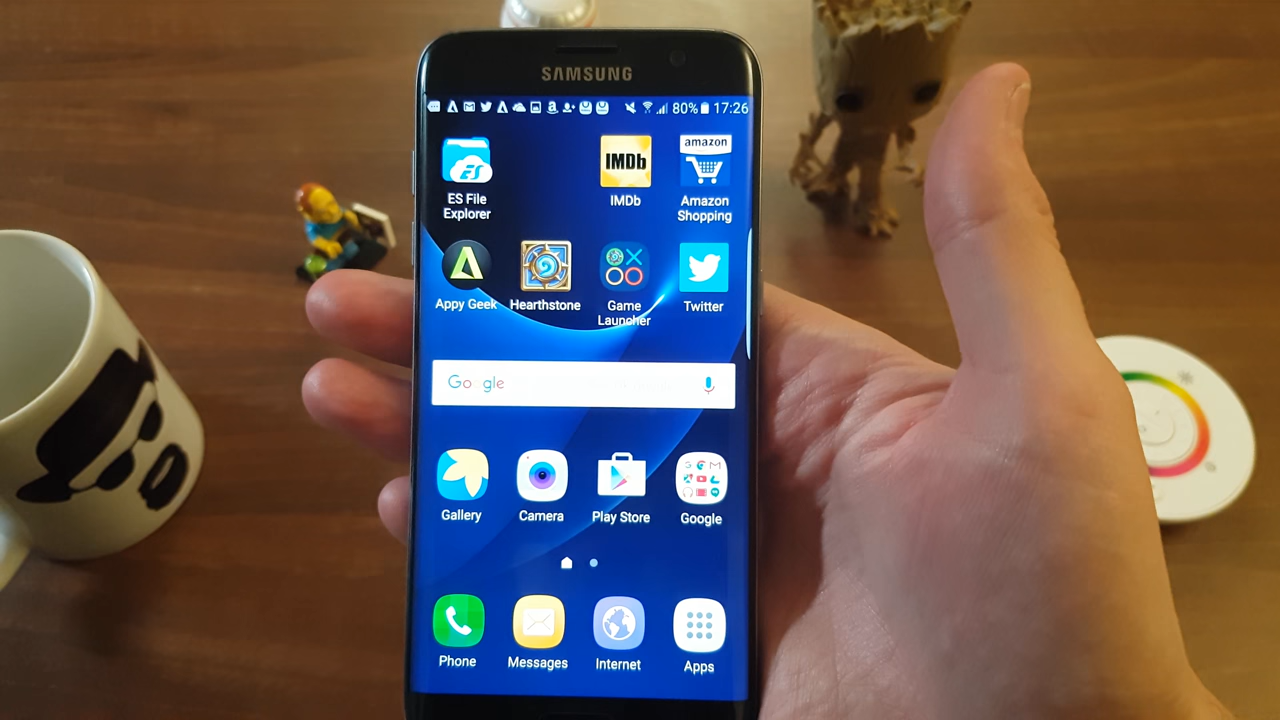 SAMSUNG
80% 17:26
IMDb
amazon
ES
ES File
Explorer
IMDb
Amazon
Shopping
Appy Geek
Hearthstone
Game
Launcher
Twitter
Google
Gallery
Camera
Play Store
Google
Phone
Messages
Internet
Apps